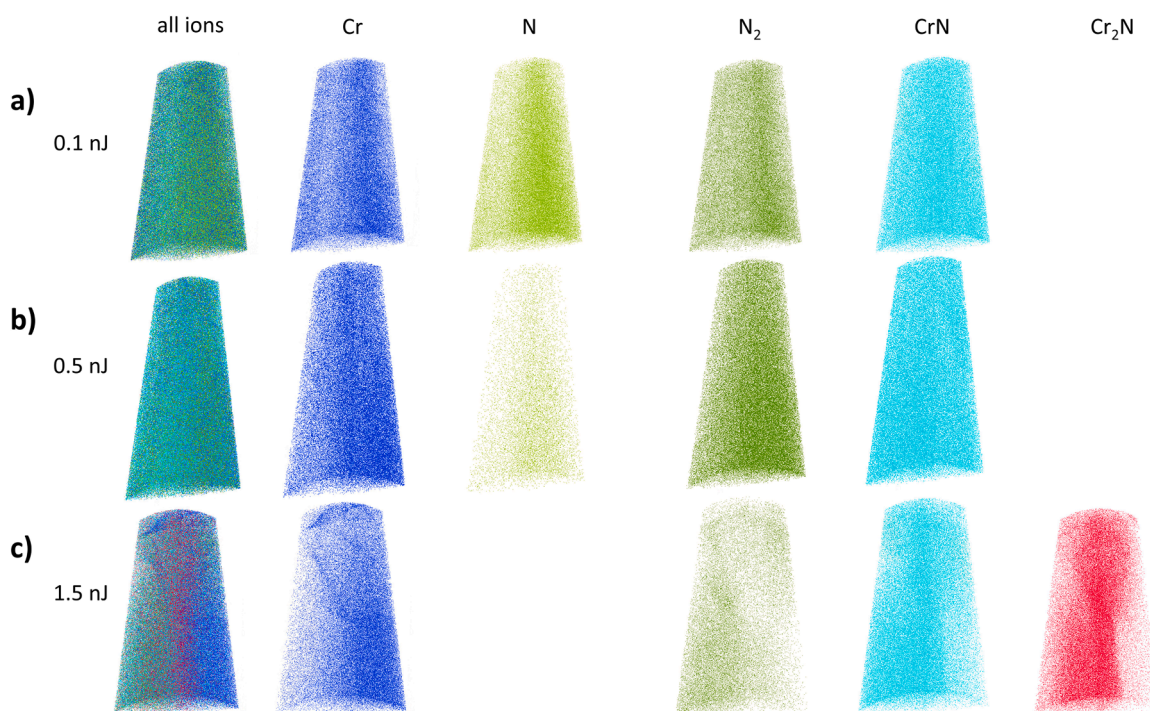 all ions Cr N N₂ CrN Cr₂N
a)
0.1 nJ
b)
0.5 nJ
c)
1.5 nJ